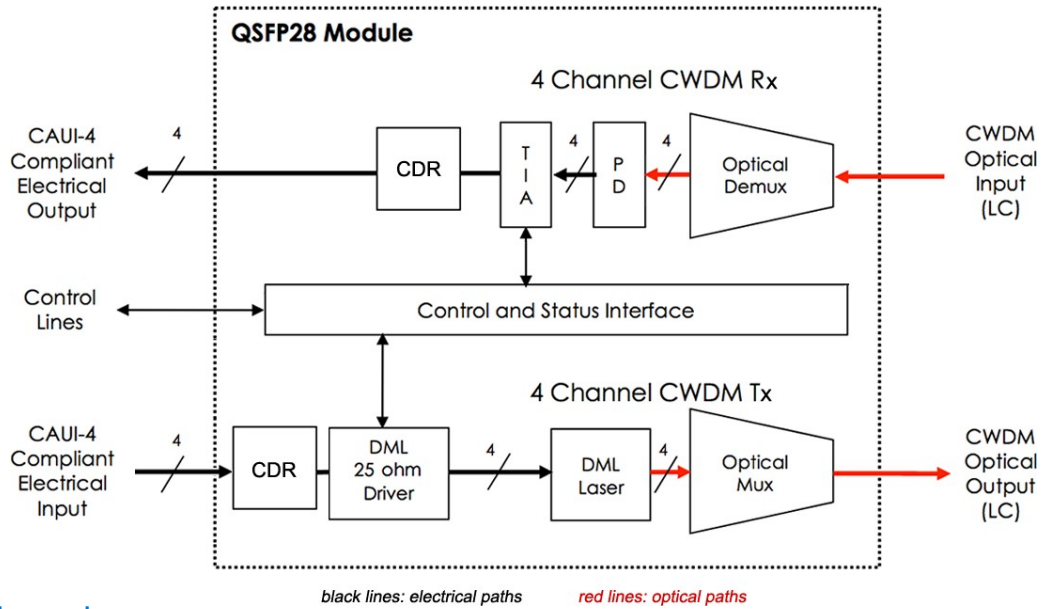 QSFP28 Module
4 Channel CWDM Rx
CAUI-4
Compliant
Electrical
Output
4
CDR
T
I
A
4
P
D
4
Optical
Demux
CWDM
Optical
Input
(LC)
Control
Lines
Control and Status Interface
4 Channel CWDM Tx
CAUI-4
Compliant
Electrical
Input
4
CDR
DML
25 ohm
Driver
4
DML
Laser
4
Optical
Mux
CWDM
Optical
Output
(LC)
black lines: electrical paths
red lines: optical paths